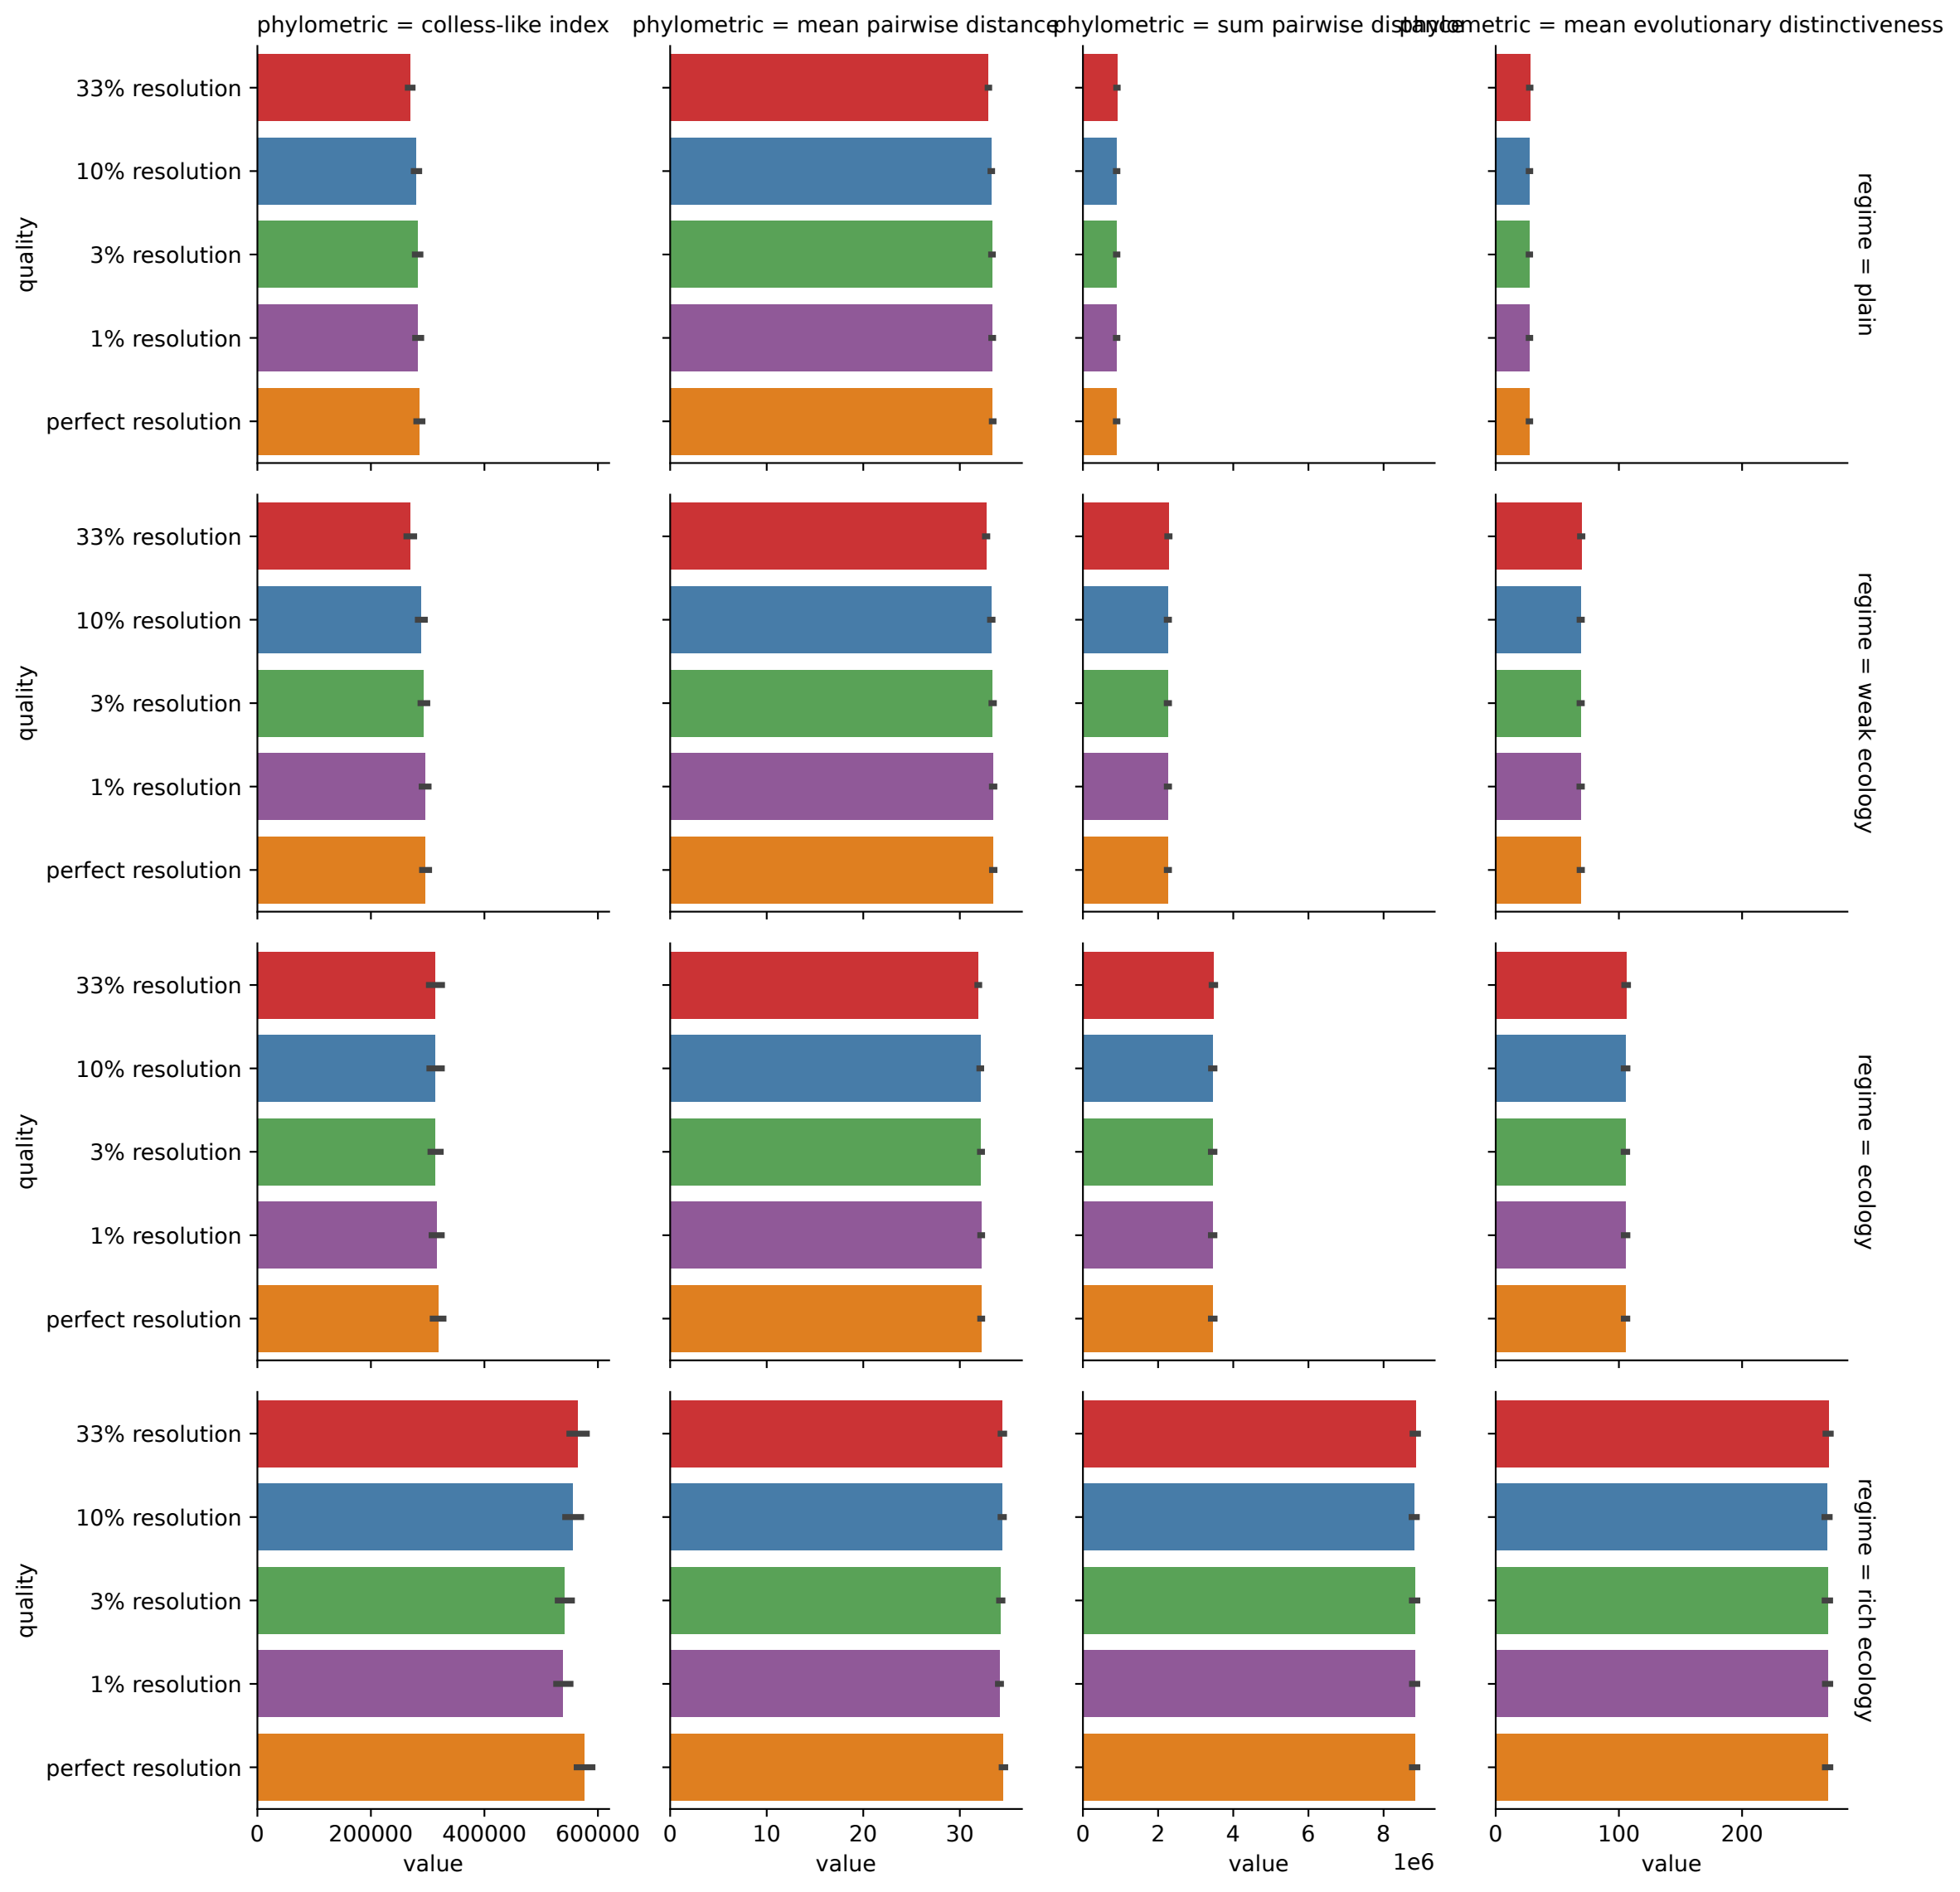 phylometric = colless-like index
phylometric = mean pairwise distance
phylometric = sum pairwise distance
phylometric = mean evolutionary distinctiveness
quality
33% resolution
10% resolution
3% resolution
1% resolution
perfect resolution
regime = plain
quality
33% resolution
10% resolution
3% resolution
1% resolution
perfect resolution
regime = weak ecology
quality
33% resolution
10% resolution
3% resolution
1% resolution
perfect resolution
regime = ecology
quality
33% resolution
10% resolution
3% resolution
1% resolution
perfect resolution
regime = rich ecology
0 200000 400000 600000
value
0 10 20 30
value
0 2 4 6 8
1e6
value
0 100 200
value